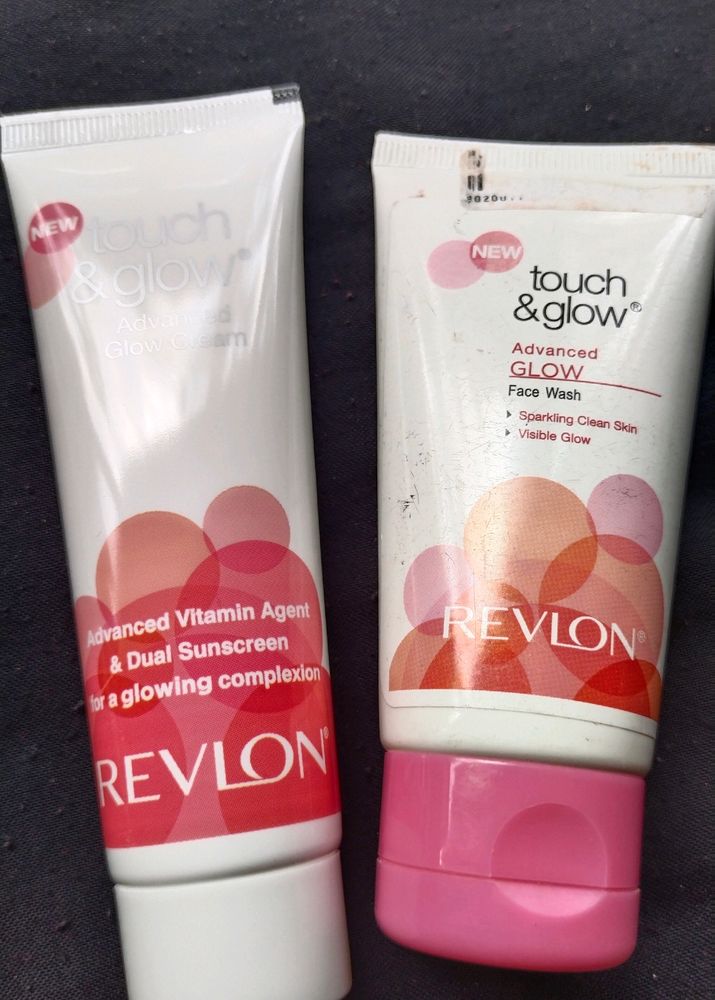 NEW
touch
& glow®
Advanced
Glow Cream
Advanced Vitamin Agent
& Dual Sunscreen
for a glowing complexion
REVLON®
NEW
touch
& glow®
Advanced
GLOW
Face Wash
Sparkling Clean Skin
Visible Glow
REVLON®